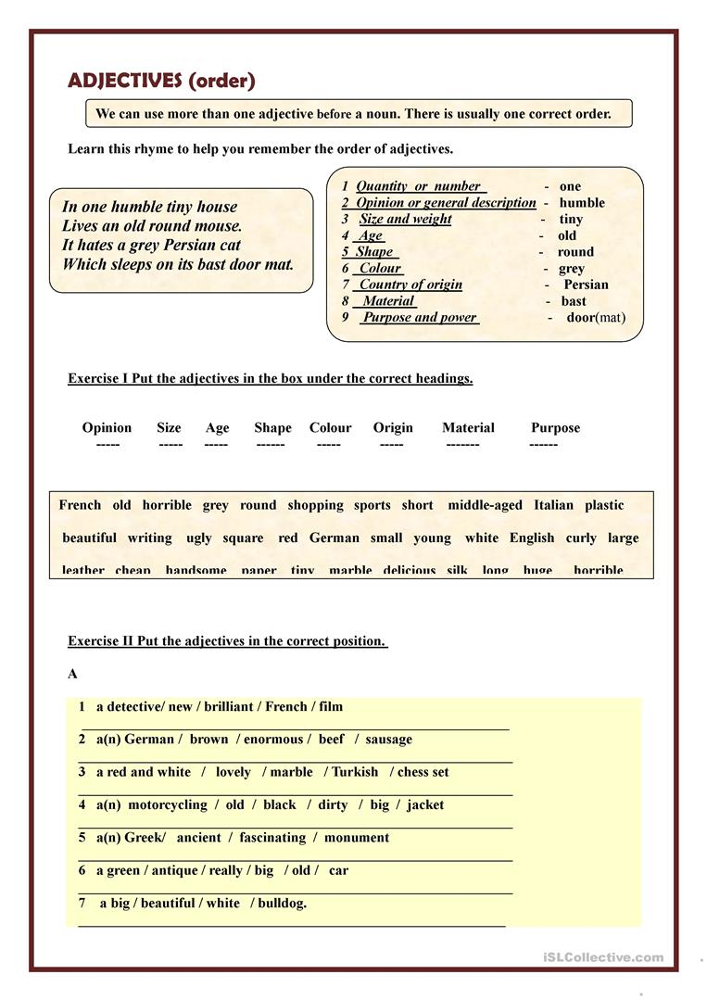 ADJECTIVES (order)
We can use more than one adjective before a noun. There is usually one correct order.
Learn this rhyme to help you remember the order of adjectives.
In one humble tiny house
Lives an old round mouse.
It hates a grey Persian cat
Which sleeps on its bast door mat.
1 Quantity or number - one
2 Opinion or general description - humble
3 Size and weight - tiny
4 Age - old
5 Shape - round
6 Colour - grey
7 Country of origin - Persian
8 Material - bast
9 Purpose and power - door(mat)
Exercise I Put the adjectives in the box under the correct headings.
Opinion Size Age Shape Colour Origin Material Purpose
----- ----- ----- ------ ----- ----- ------- ------
French old horrible grey round shopping sports short middle-aged Italian plastic
beautiful writing ugly square red German small young white English curly large
leather cheap handsome paper tiny marble delicious silk long huge horrible
Exercise II Put the adjectives in the correct position.
A
1 a detective/ new / brilliant / French / film
2 a(n) German / brown / enormous / beef / sausage
3 a red and white / lovely / marble / Turkish / chess set
4 a(n) motorcycling / old / black / dirty / big / jacket
5 a(n) Greek/ ancient / fascinating / monument
6 a green / antique / really / big / old / car
7 a big / beautiful / white / bulldog.
iSLCollective.com